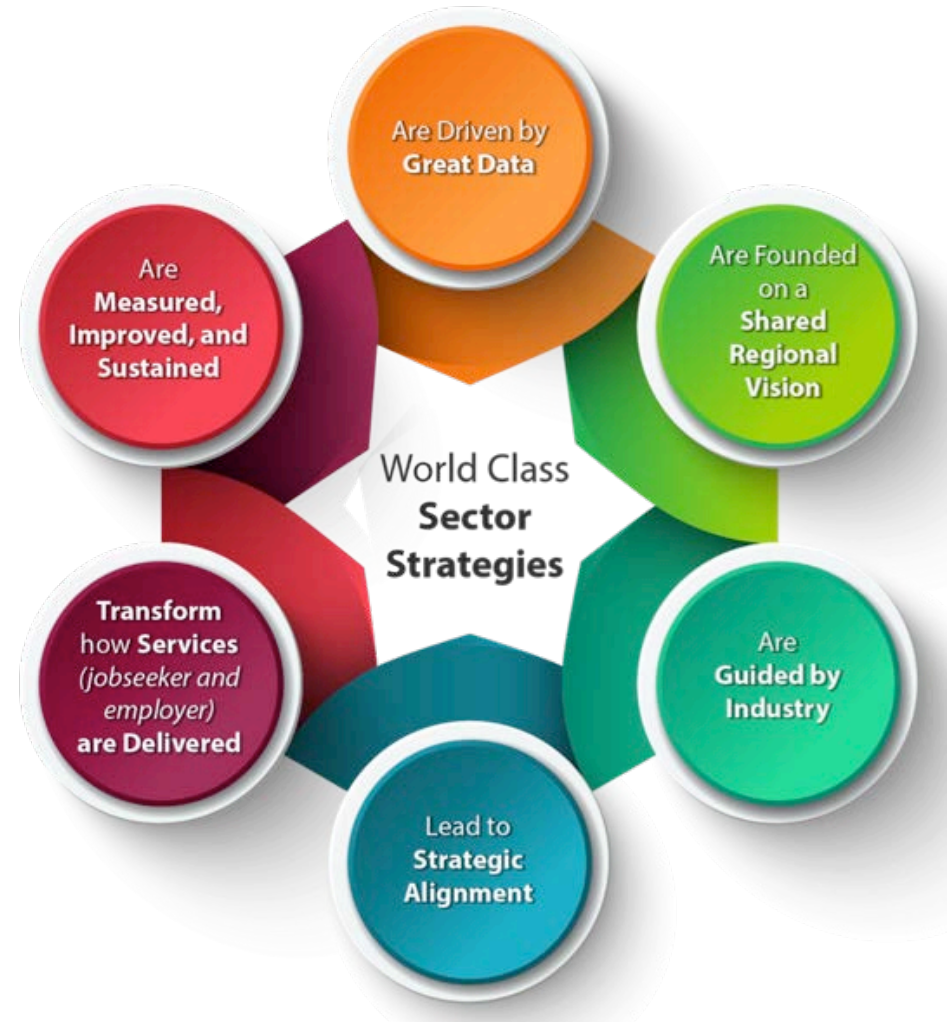 Are Driven by
Great Data
Are Founded
on a
Shared
Regional
Vision
Are
Guided by
Industry
Lead to
Strategic
Alignment
Transform
how Services
(jobseeker and
employer)
are Delivered
Are
Measured,
Improved, and
Sustained
World Class
Sector
Strategies